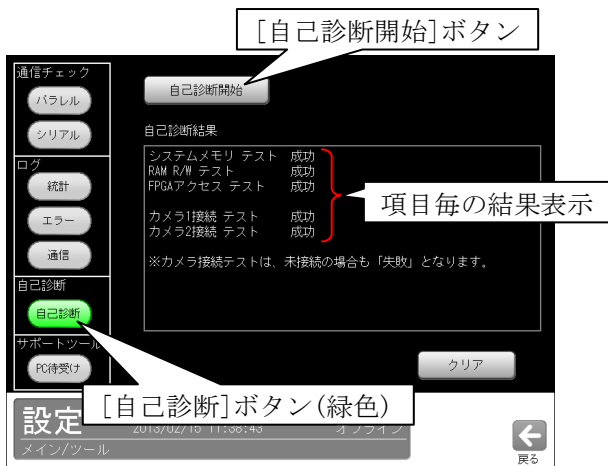 [自己診断開始]ボタン
通信チェック
パラレル
シリアル
ログ
統計
エラー
通信
自己診断
自己診断
サポートツール
PC待受け
自己診断開始
自己診断結果
システムメモリ テスト 成功
RAM R/W テスト 成功
FPGAアクセス テスト 成功
カメラ1接続 テスト 成功
カメラ2接続 テスト 成功
※カメラ接続テストは、未接続の場合も「失敗」となります。
項目毎の結果表示
クリア
[自己診断]ボタン(緑色)
設定
2013/02/15 11:38:43 オフライン
メイン/ツール
戻る